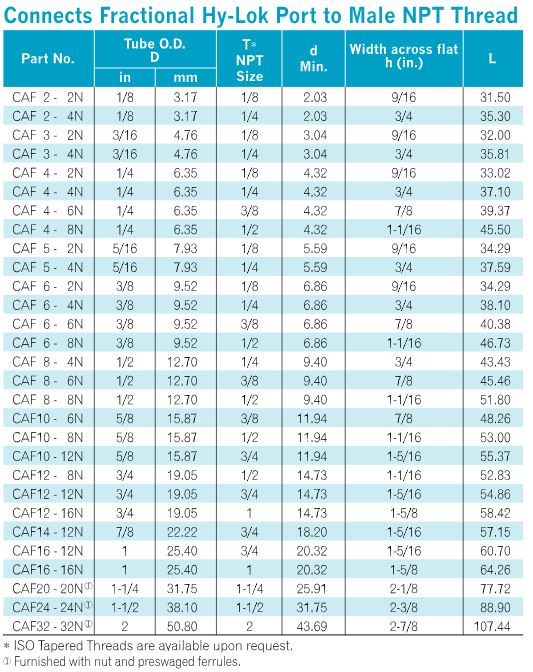 Connects Fractional Hy-Lok Port to Male NPT Thread
Part No. Tube O.D. D in mm T* NPT Size d Min. Width across flat h (in.) L
CAF 2 - 2N 1/8 3.17 1/8 2.03 9/16 31.50
CAF 2 - 4N 1/8 3.17 1/4 2.03 3/4 35.30
CAF 3 - 2N 3/16 4.76 1/8 3.04 9/16 32.00
CAF 3 - 4N 3/16 4.76 1/4 3.04 3/4 35.81
CAF 4 - 2N 1/4 6.35 1/8 4.32 9/16 33.02
CAF 4 - 4N 1/4 6.35 1/4 4.32 3/4 37.10
CAF 4 - 6N 1/4 6.35 3/8 4.32 7/8 39.37
CAF 4 - 8N 1/4 6.35 1/2 4.32 1-1/16 45.50
CAF 5 - 2N 5/16 7.93 1/8 5.59 9/16 34.29
CAF 5 - 4N 5/16 7.93 1/4 5.59 3/4 37.59
CAF 6 - 2N 3/8 9.52 1/8 6.86 9/16 34.29
CAF 6 - 4N 3/8 9.52 1/4 6.86 3/4 38.10
CAF 6 - 6N 3/8 9.52 3/8 6.86 7/8 40.38
CAF 6 - 8N 3/8 9.52 1/2 6.86 1-1/16 46.73
CAF 8 - 4N 1/2 12.70 1/4 9.40 3/4 43.43
CAF 8 - 6N 1/2 12.70 3/8 9.40 7/8 45.46
CAF 8 - 8N 1/2 12.70 1/2 9.40 1-1/16 51.80
CAF10 - 6N 5/8 15.87 3/8 11.94 7/8 48.26
CAF10 - 8N 5/8 15.87 1/2 11.94 1-1/16 53.00
CAF10 - 12N 5/8 15.87 3/4 11.94 1-5/16 55.37
CAF12 - 8N 3/4 19.05 1/2 14.73 1-1/16 52.83
CAF12 - 12N 3/4 19.05 3/4 14.73 1-5/16 54.86
CAF12 - 16N 3/4 19.05 1 14.73 1-5/8 58.42
CAF14 - 12N 7/8 22.22 3/4 18.20 1-5/16 57.15
CAF16 - 12N 1 25.40 3/4 20.32 1-5/16 60.70
CAF16 - 16N 1 25.40 1 20.32 1-5/8 64.26
CAF20 - 20N① 1-1/4 31.75 1-1/4 25.91 2-1/8 77.72
CAF24 - 24N① 1-1/2 38.10 1-1/2 31.75 2-3/8 88.90
CAF32 - 32N① 2 50.80 2 43.69 2-7/8 107.44
* ISO Tapered Threads are available upon request.
① Furnished with nut and preswaged ferrules.